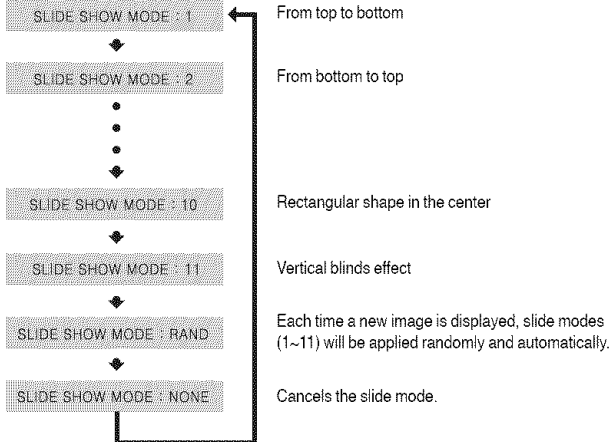 SLIDE SHOW MODE : 1
From top to bottom
SLIDE SHOW MODE : 2
From bottom to top
SLIDE SHOW MODE : 10
Rectangular shape in the center
SLIDE SHOW MODE : 11
Vertical blinds effect
SLIDE SHOW MODE : RAND
Each time a new image is displayed, slide modes
(1~11) will be applied randomly and automatically.
SLIDE SHOW MODE : NONE
Cancels the slide mode.